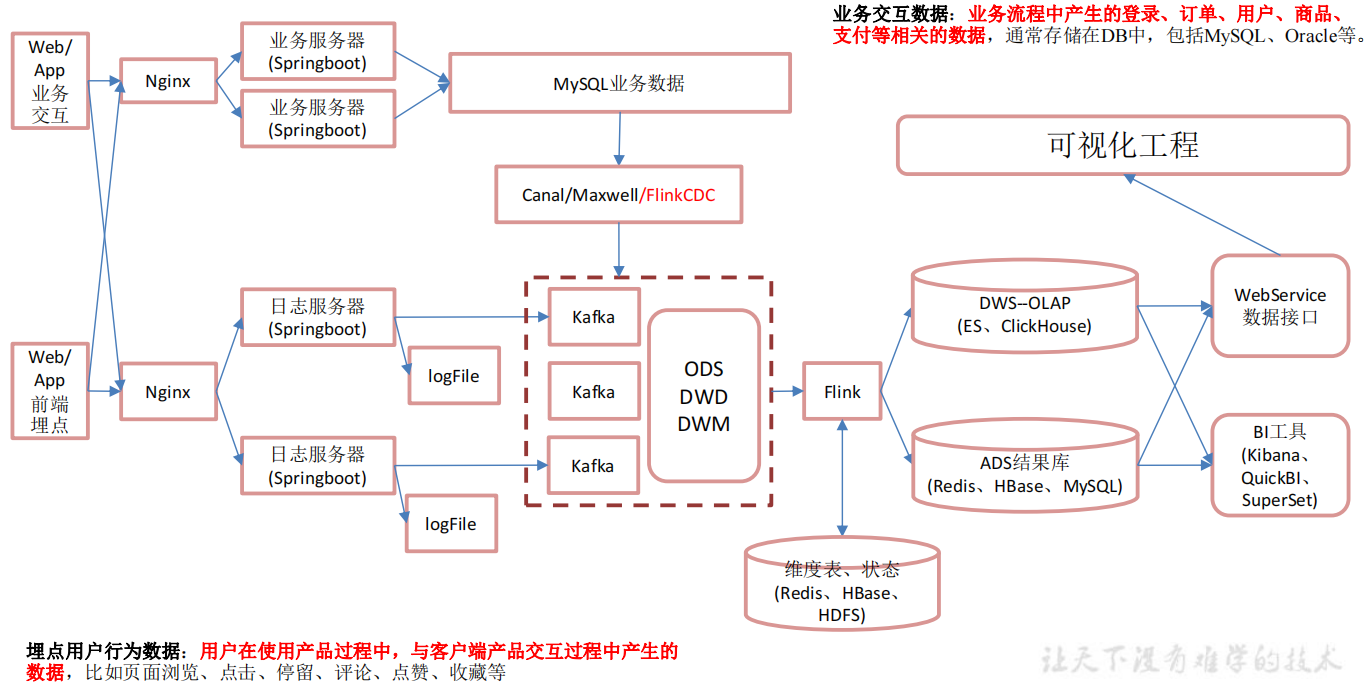 业务交互数据：业务流程中产生的登录、订单、用户、商品、
支付等相关的数据，通常存储在DB中，包括MySQL、Oracle等。
Web/
App
业务
交互
Nginx
业务服务器
(Springboot)
业务服务器
(Springboot)
MySQL业务数据
Canal/Maxwell/FlinkCDC
可视化工程
Web/
App
前端
埋点
Nginx
日志服务器
(Springboot)
logFile
日志服务器
(Springboot)
logFile
Kafka
Kafka
Kafka
ODS
DWD
DWM
Flink
DWS--OLAP
(ES、ClickHouse)
ADS结果库
(Redis、HBase、MySQL)
WebService
数据接口
BI工具
(Kibana、
QuickBI、
SuperSet)
维度表、状态
(Redis、HBase、
HDFS)
埋点用户行为数据：用户在使用产品过程中，与客户端产品交互过程中产生的
数据，比如页面浏览、点击、停留、评论、点赞、收藏等
让天下没有难学的技术